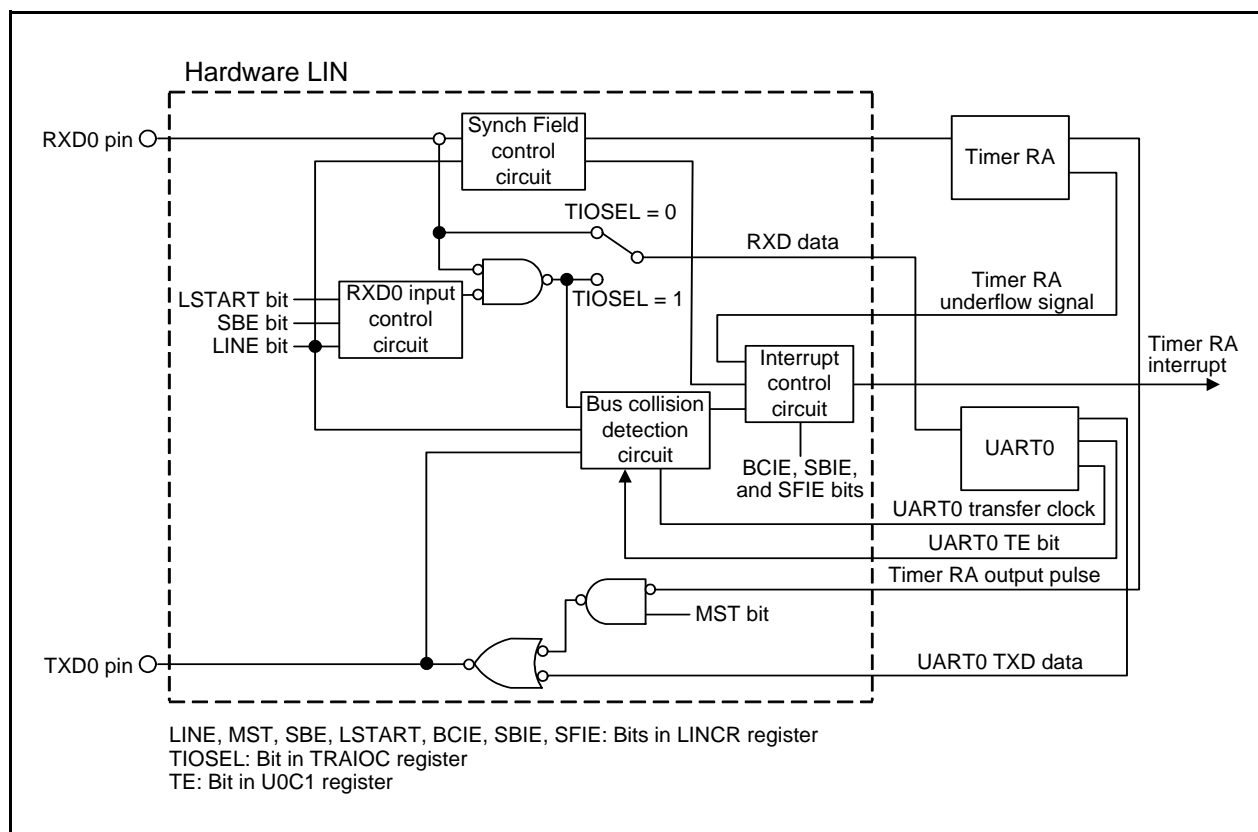 Hardware LIN
RXD0 pin
Synch Field
control
circuit
Timer RA
TIOSEL = 0
RXD data
TIOSEL = 1
Timer RA
underflow signal
LSTART bit
SBE bit
LINE bit
RXD0 input
control
circuit
Timer RA
interrupt
Interrupt
control
circuit
Bus collision
detection
circuit
BCIE, SBIE,
and SFIE bits
UART0
UART0 transfer clock
UART0 TE bit
Timer RA output pulse
MST bit
TXD0 pin
UART0 TXD data
LINE, MST, SBE, LSTART, BCIE, SBIE, SFIE: Bits in LINCR register
TIOSEL: Bit in TRAIOC register
TE: Bit in U0C1 register